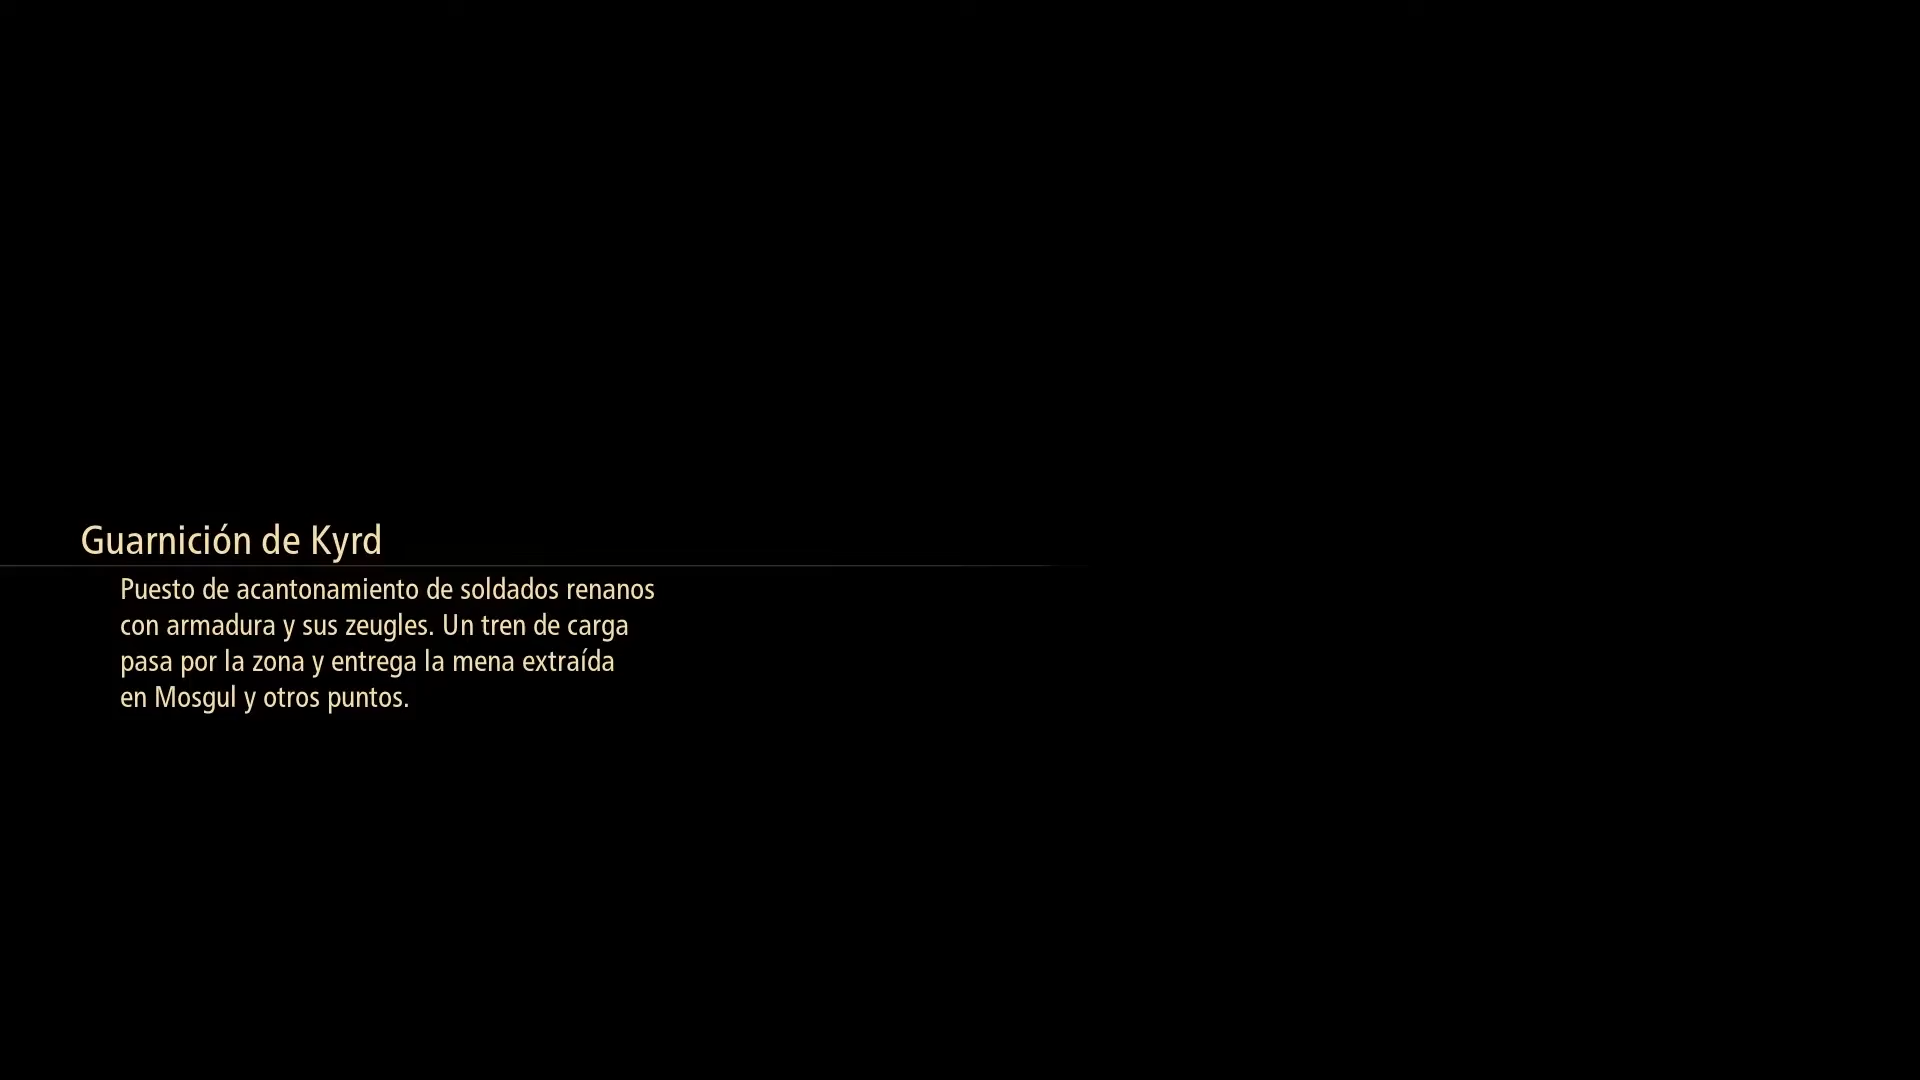 Guarnición de Kyrd
Puesto de acantonamiento de soldados renanos
con armadura y sus zeugles. Un tren de carga
pasa por la zona y entrega la mena extraída
en Mosgul y otros puntos.